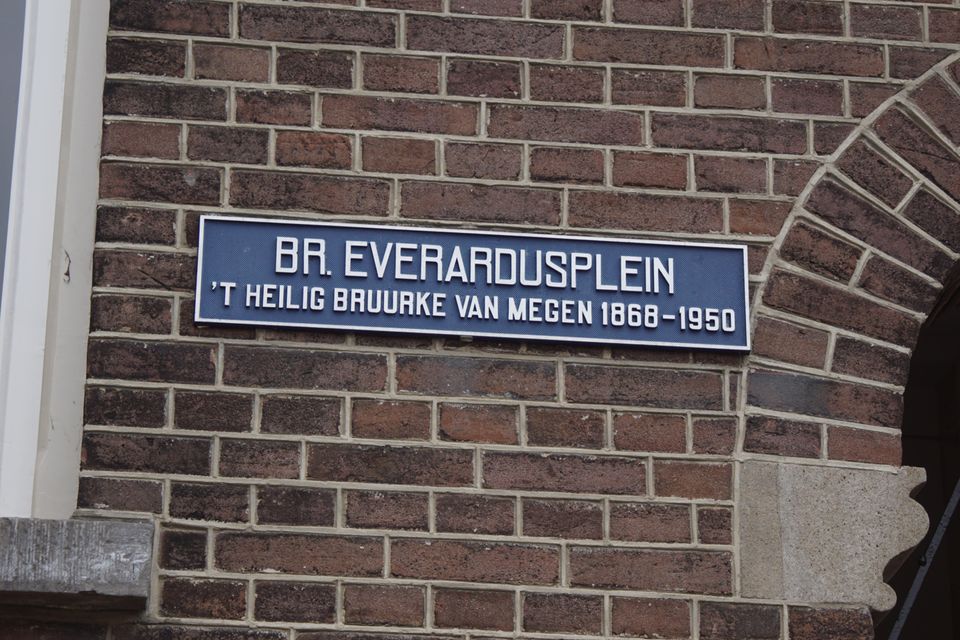 BR. EVERARDUSPLEIN
'T HEILIG BRUURKE VAN MEGEN 1868-1950